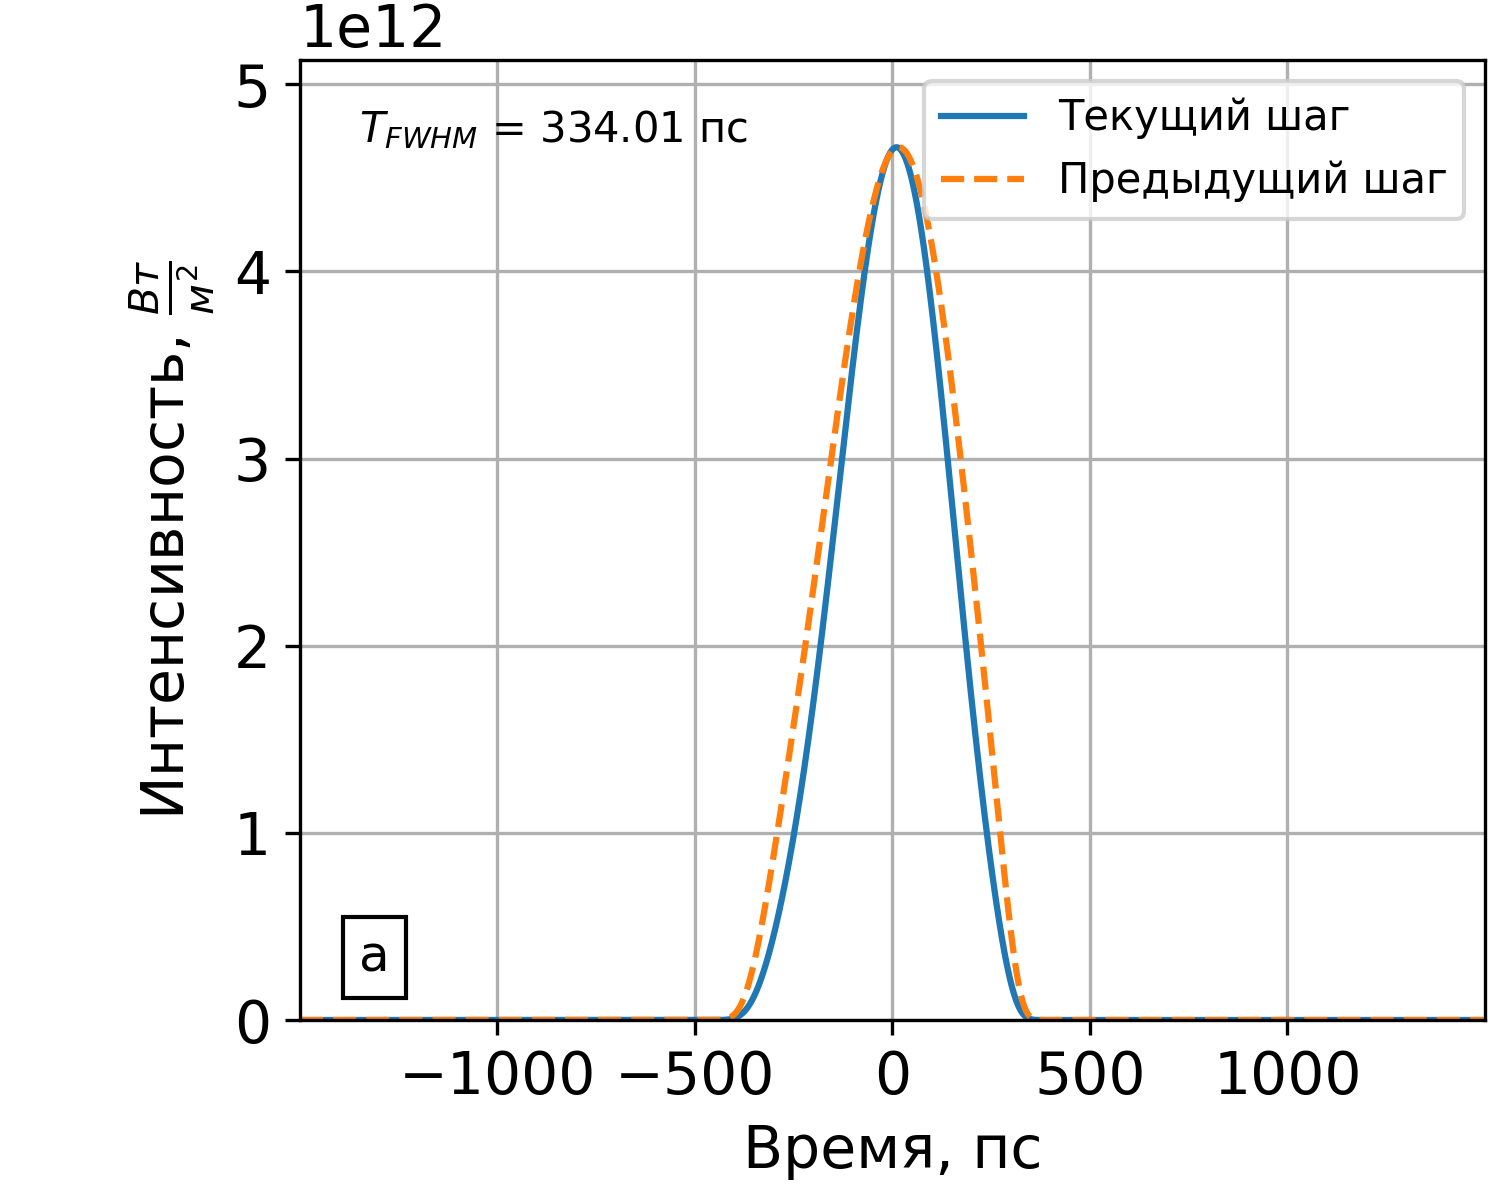 1e12
T_FWHM = 334.01 пс
Текущий шаг
Предыдущий шаг
5
4
3
2
1
0
Интенсивность, Вт/м²
а
−1000 −500 0 500 1000
Время, пс